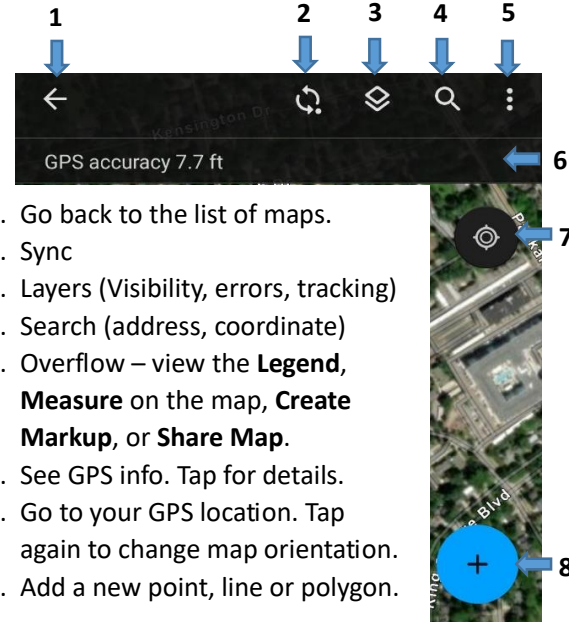 1 2 3 4 5
Kensington Dr
GPS accuracy 7.7 ft
6
. Go back to the list of maps.
7
. Sync
. Layers (Visibility, errors, tracking)
. Search (address, coordinate)
. Overflow – view the Legend,
Measure on the map, Create
Markup, or Share Map.
. See GPS info. Tap for details.
. Go to your GPS location. Tap
again to change map orientation.
. Add a new point, line or polygon.
Blvd
8